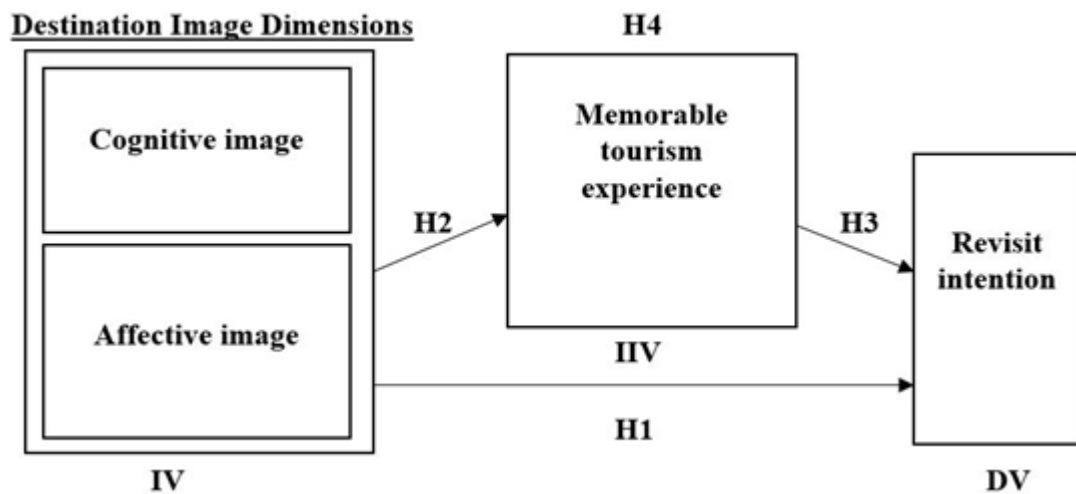 Destination Image Dimensions
H4
Cognitive image
Memorable
tourism
experience
H2
H3
Revisit
intention
Affective image
IIV
H1
IV
DV